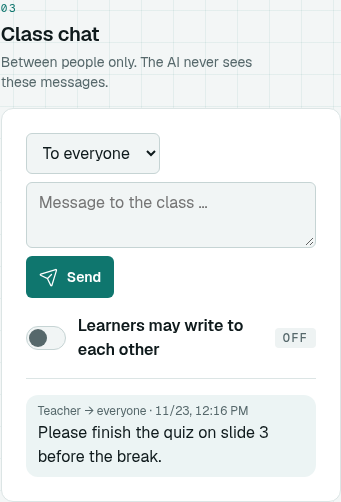 03
Class chat
Between people only. The AI never sees
these messages.
To everyone
Message to the class …
Send
Learners may write to
each other
OFF
Teacher → everyone · 11/23, 12:16 PM
Please finish the quiz on slide 3
before the break.